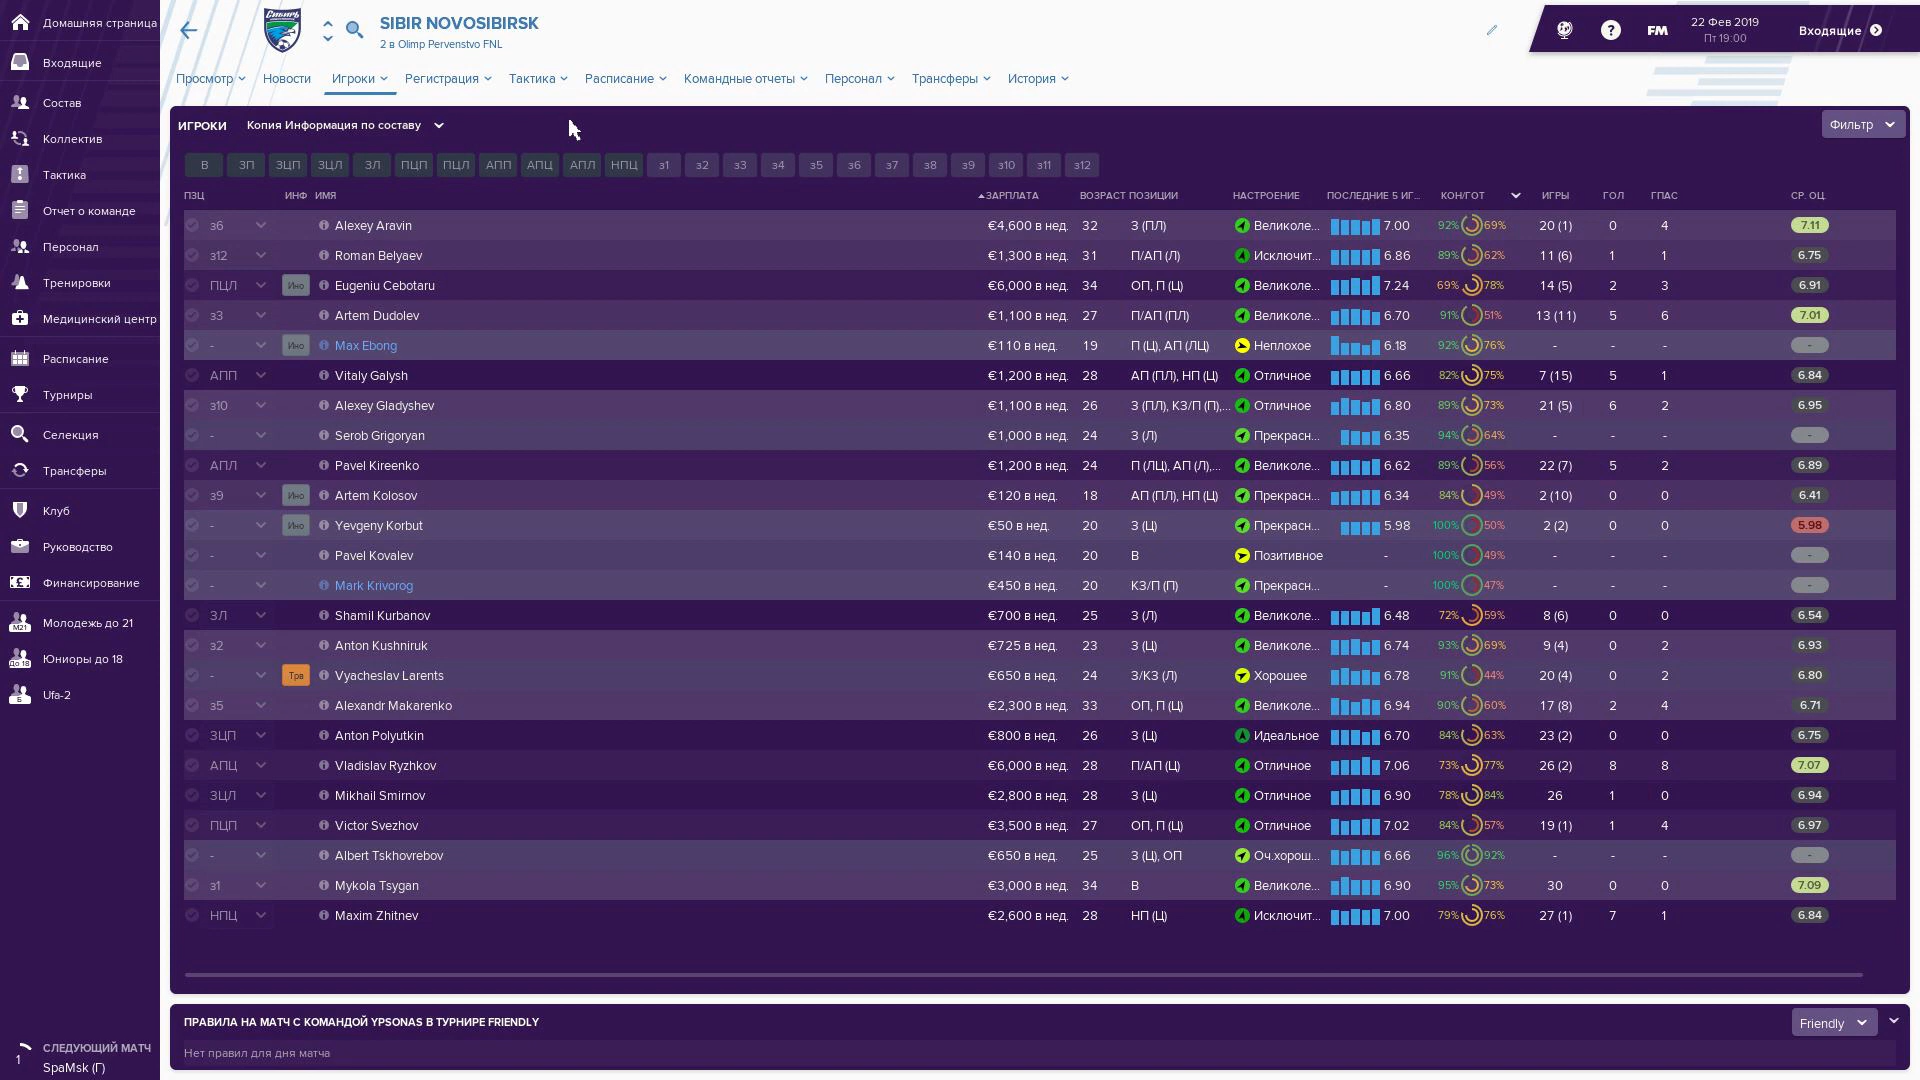 Домашняя страница
Входящие
Состав
Коллектив
Тактика
Отчет о команде
Персонал
Тренировки
Медицинский центр
Расписание
Турниры
Селекция
Трансферы
Клуб
Руководство
Финансирование
Молодежь до 21
Юниоры до 18
Ufa-2
СЛЕДУЮЩИЙ МАТЧ
1 SpaMsk (Г)
SIBIR NOVOSIBIRSK
2 в Olimp Pervenstvo FNL
FM
22 Фев 2019
Пт 19:00
Входящие
Просмотр Новости Игроки Регистрация Тактика Расписание Командные отчеты Персонал Трансферы История
ИГРОКИ Копия Информация по составу Фильтр
В ЗП ЗЦП ЗЦЛ ЗЛ ПЦП ПЦЛ АПП АПЦ АПЛ НПЦ з1 з2 з3 з4 з5 з6 з7 з8 з9 з10 з11 з12
ПЗЦ ИНФ ИМЯ ЗАРПЛАТА ВОЗРАСТ ПОЗИЦИИ НАСТРОЕНИЕ ПОСЛЕДНИЕ 5 ИГ... КОН/ГОТ ИГРЫ ГОЛ ГПАС СР. ОЦ.
з6 Alexey Aravin €4,600 в нед. 32 З (ПЛ) Великоле... 7.00 92% 69% 20 (1) 0 4 7.11
з12 Roman Belyaev €1,300 в нед. 31 П/АП (Л) Исключит... 6.86 89% 62% 11 (6) 1 1 6.75
ПЦЛ Ино Eugeniu Cebotaru €6,000 в нед. 34 ОП, П (Ц) Великоле... 7.24 69% 78% 14 (5) 2 3 6.91
з3 Artem Dudolev €1,100 в нед. 27 П/АП (ПЛ) Великоле... 6.70 91% 51% 13 (11) 5 6 7.01
- Ино Max Ebong €110 в нед. 19 П (Ц), АП (ЛЦ) Неплохое 6.18 92% 76% - - - -
АПП Vitaly Galysh €1,200 в нед. 28 АП (ПЛ), НП (Ц) Отличное 6.66 82% 75% 7 (15) 5 1 6.84
з10 Alexey Gladyshev €1,100 в нед. 26 З (ПЛ), КЗ/П (П),... Отличное 6.80 89% 73% 21 (5) 6 2 6.95
- Serob Grigoryan €1,000 в нед. 24 З (Л) Прекрасн... 6.35 94% 64% - - - -
АПЛ Pavel Kireenko €1,200 в нед. 24 П (ЛЦ), АП (Л),... Великоле... 6.62 89% 56% 22 (7) 5 2 6.89
з9 Ино Artem Kolosov €120 в нед. 18 АП (ПЛ), НП (Ц) Прекрасн... 6.34 84% 49% 2 (10) 0 0 6.41
- Ино Yevgeny Korbut €50 в нед. 20 З (Ц) Прекрасн... 5.98 100% 50% 2 (2) 0 0 5.98
- Pavel Kovalev €140 в нед. 20 В Позитивное - 100% 49% - - - -
- Mark Krivorog €450 в нед. 20 КЗ/П (П) Прекрасн... - 100% 47% - - - -
ЗЛ Shamil Kurbanov €700 в нед. 25 З (Л) Великоле... 6.48 72% 59% 8 (6) 0 0 6.54
з2 Anton Kushniruk €725 в нед. 23 З (Ц) Великоле... 6.74 93% 69% 9 (4) 0 2 6.93
- Трв Vyacheslav Larents €650 в нед. 24 З/КЗ (Л) Хорошее 6.78 91% 44% 20 (4) 0 2 6.80
з5 Alexandr Makarenko €2,300 в нед. 33 ОП, П (Ц) Великоле... 6.94 90% 60% 17 (8) 2 4 6.71
ЗЦП Anton Polyutkin €800 в нед. 26 З (Ц) Идеальное 6.70 84% 63% 23 (2) 0 0 6.75
АПЦ Vladislav Ryzhkov €6,000 в нед. 28 П/АП (Ц) Отличное 7.06 73% 77% 26 (2) 8 8 7.07
ЗЦЛ Mikhail Smirnov €2,800 в нед. 28 З (Ц) Отличное 6.90 78% 84% 26 1 0 6.94
ПЦП Victor Svezhov €3,500 в нед. 27 ОП, П (Ц) Отличное 7.02 84% 57% 19 (1) 1 4 6.97
- Albert Tskhovrebov €650 в нед. 25 З (Ц), ОП Оч.хорош... 6.66 96% 92% - - - -
з1 Mykola Tsygan €3,000 в нед. 34 В Великоле... 6.90 95% 73% 30 0 0 7.09
НПЦ Maxim Zhitnev €2,600 в нед. 28 НП (Ц) Исключит... 7.00 79% 76% 27 (1) 7 1 6.84
ПРАВИЛА НА МАТЧ С КОМАНДОЙ YPSONAS В ТУРНИРЕ FRIENDLY Friendly
Нет правил для дня матча